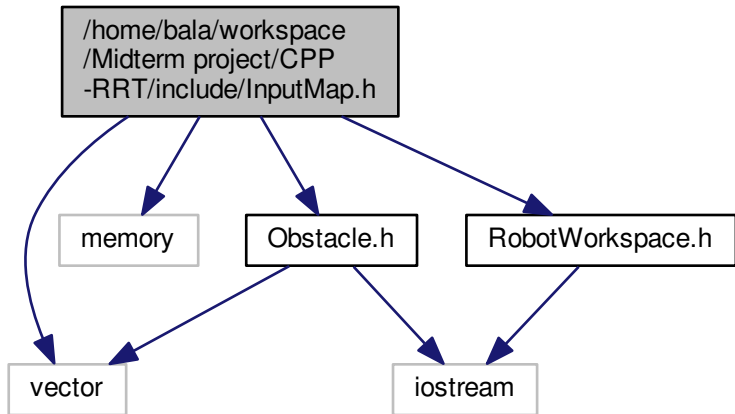 /home/bala/workspace
/Midterm project/CPP
-RRT/include/InputMap.h
memory
Obstacle.h
RobotWorkspace.h
vector
iostream